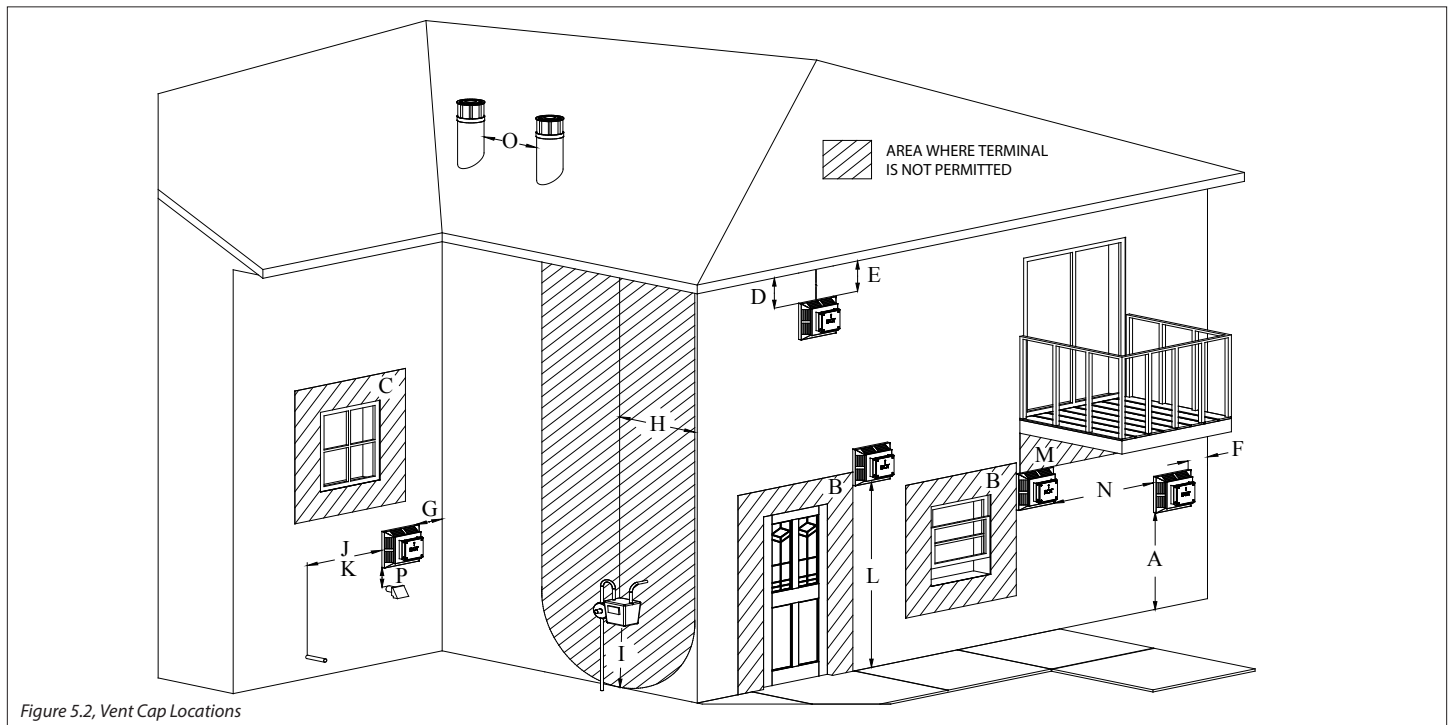 O
AREA WHERE TERMINAL
IS NOT PERMITTED
D
E
C
H
F
M
B
B
N
G
J
K
P
L
A
I
Figure 5.2, Vent Cap Locations